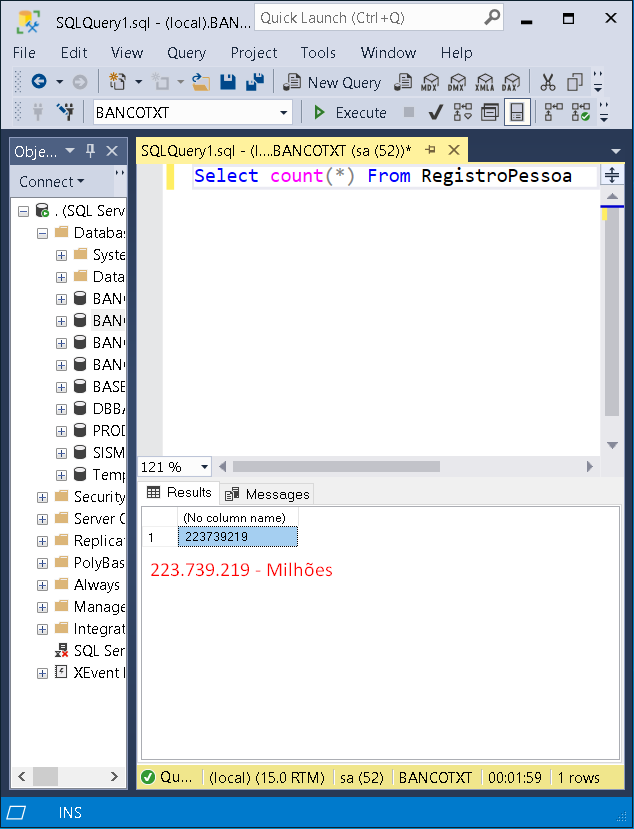 SQLQuery1.sql - (local).BANCO...
Quick Launch (Ctrl+Q)
File Edit View Query Project
Tools Window Help
New Query MDX DMX XMLA DAX
BANCOTXT Execute
Obje...
SQLQuery1.sql - (l....BANCOTXT (sa (52))*
Connect
Select count(*) From RegistroPessoa
. (SQL Serv
Databas
Syste
Data
BAN
BAN
BAN
BAN
BASE
DBBA
PROD
SISM
Temp
Security
Server O
Replicat
PolyBas
Always
Manage
Integrat
SQL Ser
XEvent
121 %
Results Messages
(No column name)
1 223739219
223.739.219 - Milhões
Qu... (local) (15.0 RTM) sa (52) BANCOTXT 00:01:59 1 rows
INS